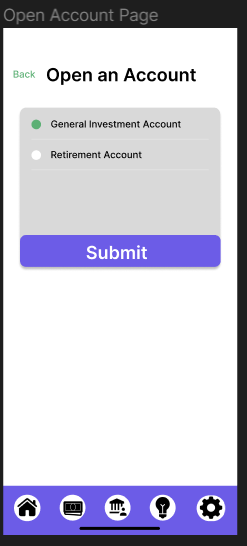 Open Account Page
Back
Open an Account
General Investment Account
Retirement Account
Submit